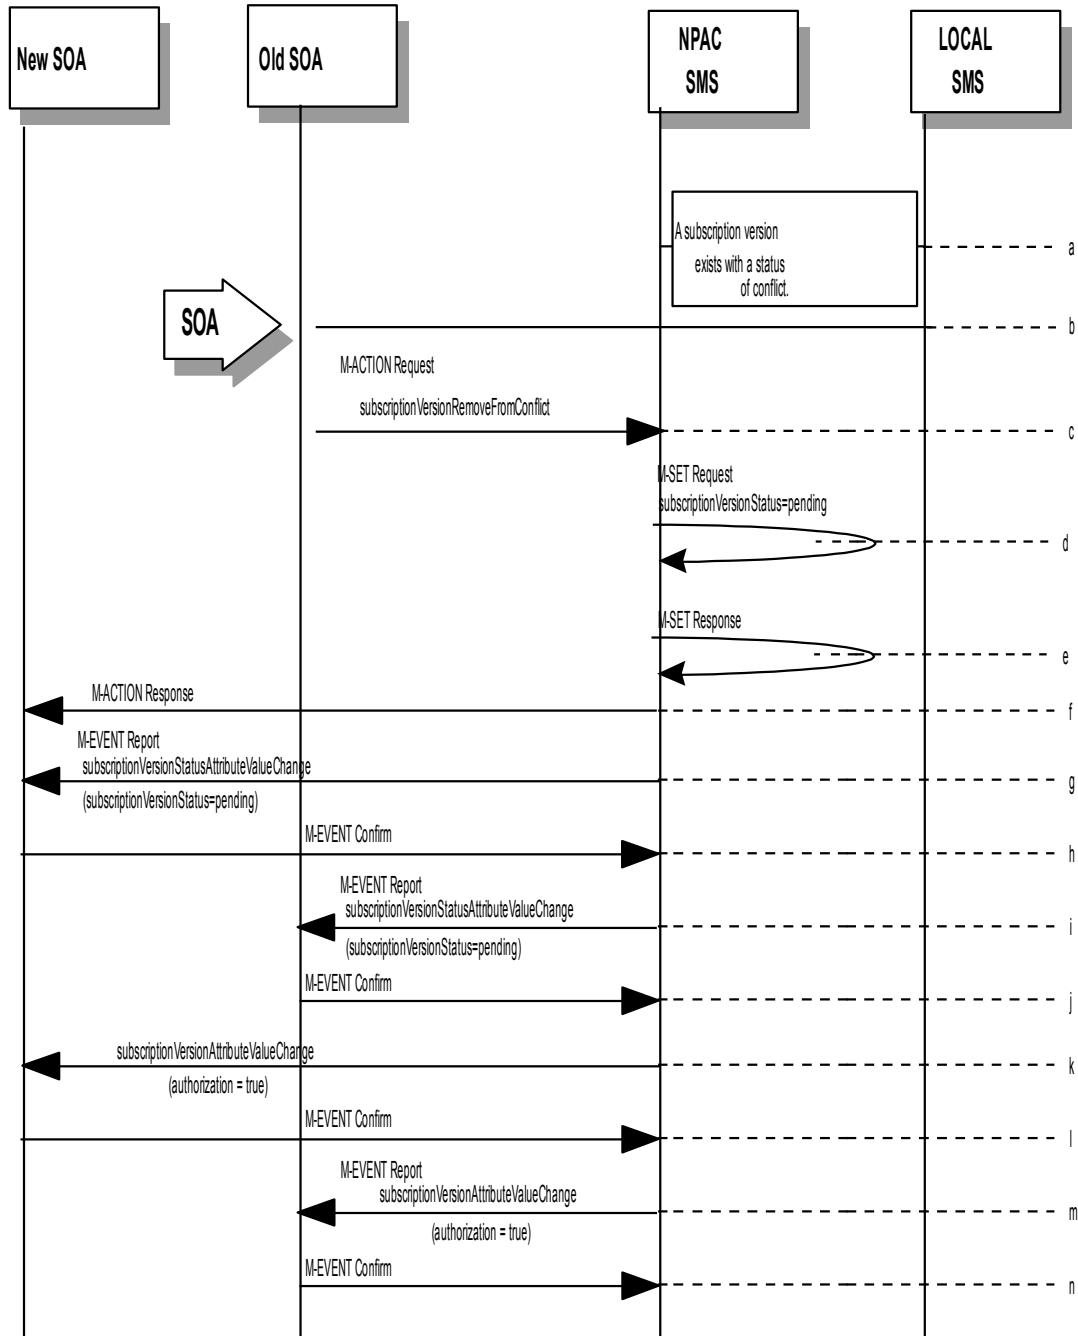 New SOA
Old SOA
NPAC
SMS
LOCAL
SMS
A subscription version
exists with a status
of conflict.
a
SOA
b
M-ACTION Request
subscriptionVersionRemoveFromConflict
c
M-SET Request
subscriptionVersionStatus=pending
d
M-SET Response
e
M-ACTION Response
f
M-EVENT Report
subscriptionVersionStatusAttributeValueChange
g
(subscriptionVersionStatus=pending)
M-EVENT Confirm
h
M-EVENT Report
subscriptionVersionStatusAttributeValueChange
i
(subscriptionVersionStatus=pending)
M-EVENT Confirm
j
subscriptionVersionAttributeValueChange
k
(authorization = true)
M-EVENT Confirm
l
M-EVENT Report
subscriptionVersionAttributeValueChange
m
(authorization = true)
M-EVENT Confirm
n